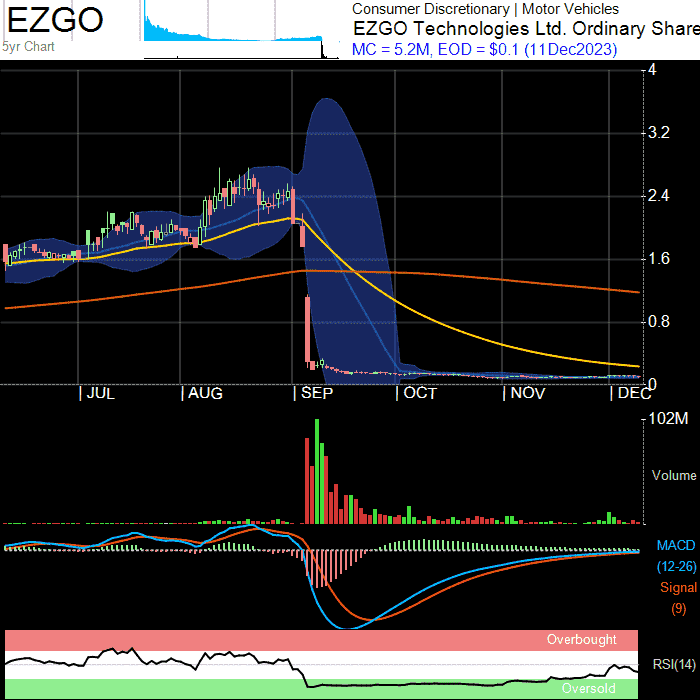 EZGO
5yr Chart
Consumer Discretionary | Motor Vehicles
EZGO Technologies Ltd. Ordinary Share
MC = 5.2M, EOD = $0.1 (11Dec2023)
4
3.2
2.4
1.6
0.8
0
JUL AUG SEP OCT NOV DEC
102M
Volume
MACD
(12-26)
Signal
(9)
Overbought
RSI(14)
Oversold